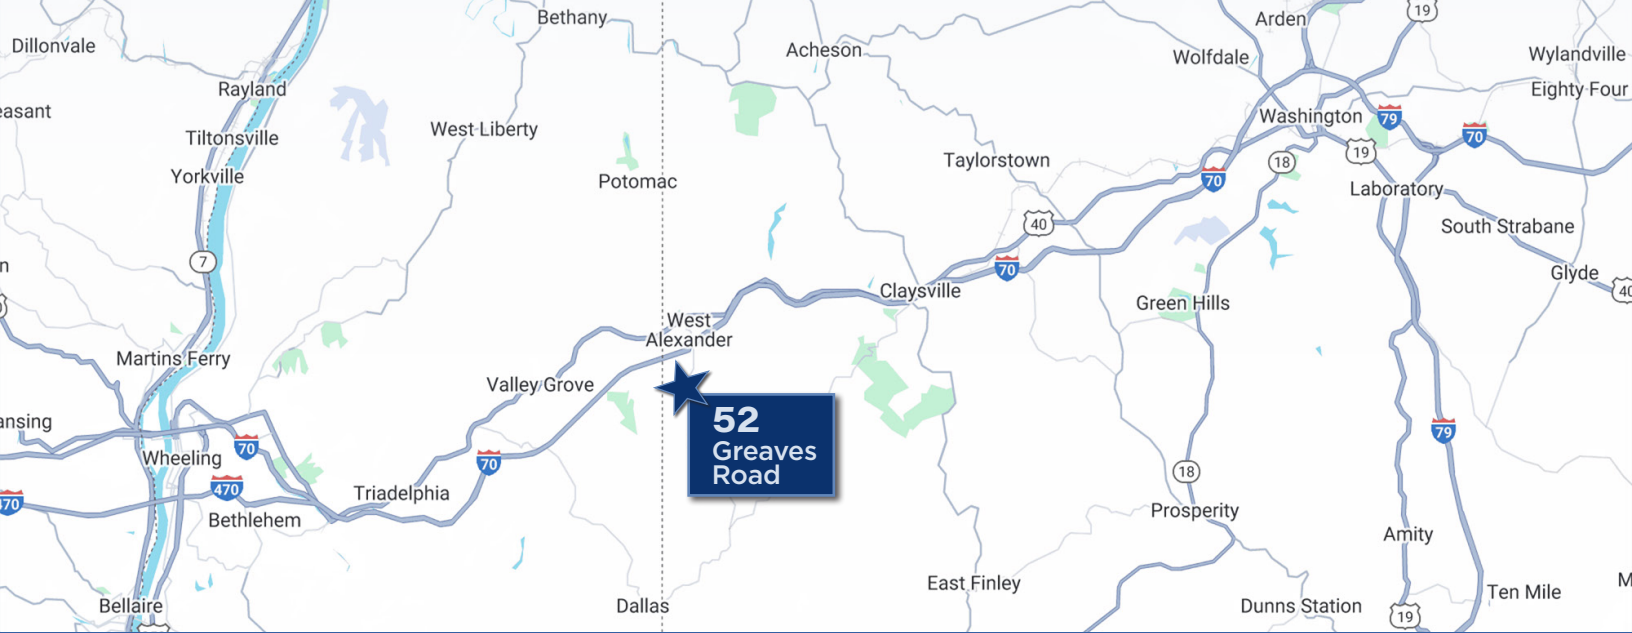 Bethany
Arden
19
Dillonvale
Acheson
Wolfdale
Wylandville
Rayland
Eighty Four
easant
West Liberty
Washington
79
Tiltonsville
70
Yorkville
Taylorstown
18
19
Potomac
70
Laboratory
40
South Strabane
7
n
70
Glyde
Claysville
Green Hills
40
West
Alexander
Martins Ferry
Valley Grove
52
Greaves
Road
ansing
79
70
Wheeling
70
18
470
470
Triadelphia
Bethlehem
Prosperity
Amity
East Finley
M
Ten Mile
Bellaire
Dallas
Dunns Station
19